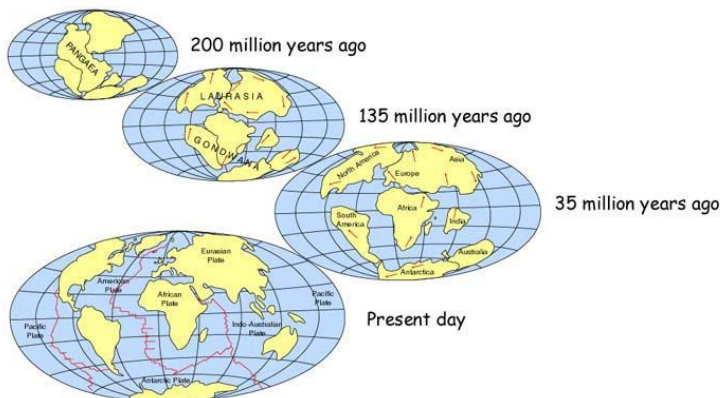 PANGAEA
200 million years ago
LAURASIA
GONDWANA
135 million years ago
North America
Europe
Asia
South
America
Africa
India
Australia
Antarctica
35 million years ago
Eurasian
Plate
American
Plate
African
Plate
Pacific
Plate
Pacific
Plate
Indo-Australian
Plate
Antarctic Plate
Present day